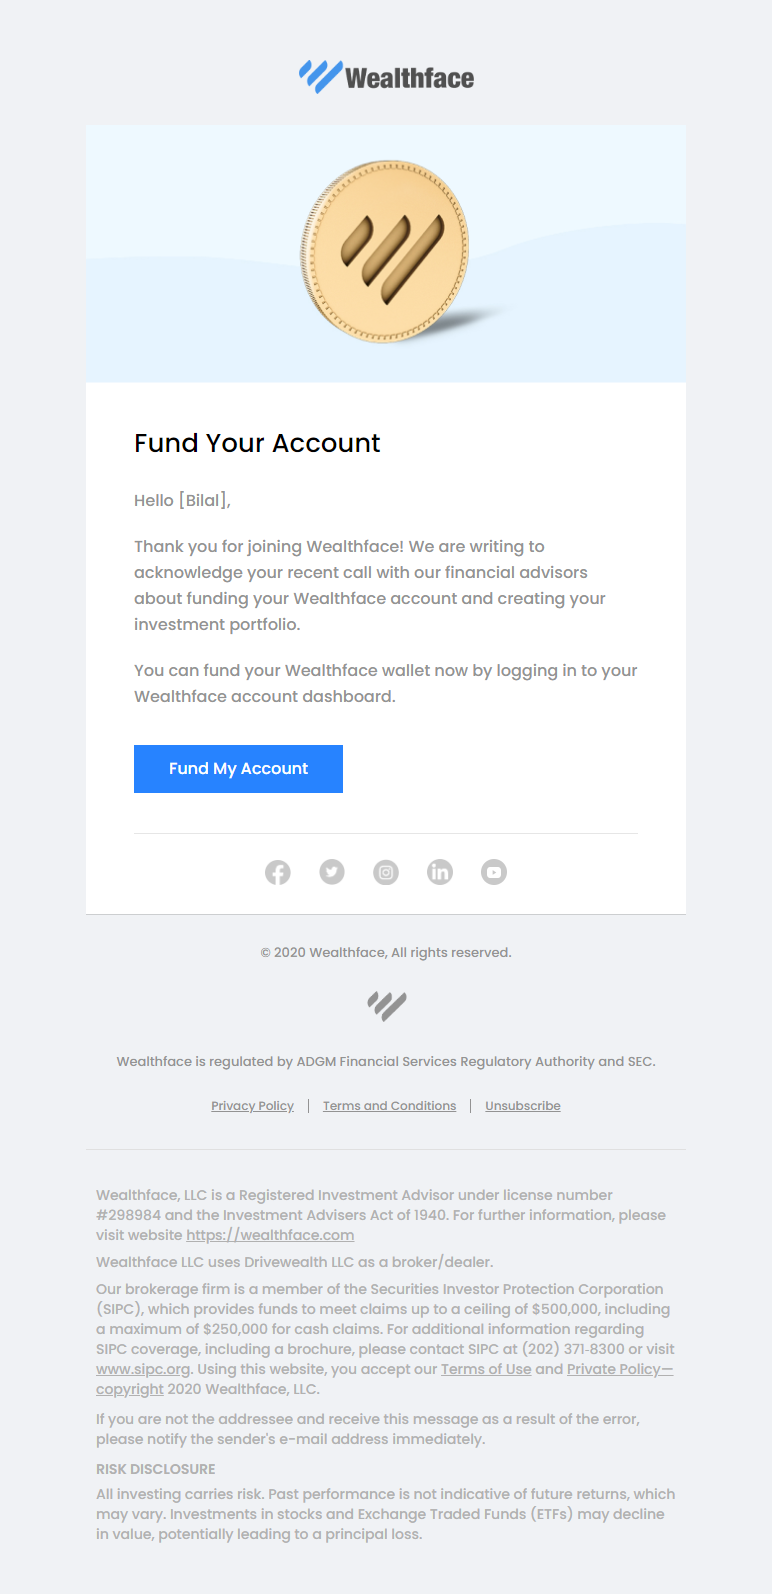 Wealthface
Fund Your Account
Hello [Bilal],
Thank you for joining Wealthface! We are writing to
acknowledge your recent call with our financial advisors
about funding your Wealthface account and creating your
investment portfolio.
You can fund your Wealthface wallet now by logging in to your
Wealthface account dashboard.
Fund My Account
© 2020 Wealthface, All rights reserved.
Wealthface is regulated by ADGM Financial Services Regulatory Authority and SEC.
Privacy Policy | Terms and Conditions | Unsubscribe
Wealthface, LLC is a Registered Investment Advisor under license number
#298984 and the Investment Advisers Act of 1940. For further information, please
visit website https://wealthface.com
Wealthface LLC uses Drivewealth LLC as a broker/dealer.
Our brokerage firm is a member of the Securities Investor Protection Corporation
(SIPC), which provides funds to meet claims up to a ceiling of $500,000, including
a maximum of $250,000 for cash claims. For additional information regarding
SIPC coverage, including a brochure, please contact SIPC at (202) 371-8300 or visit
www.sipc.org. Using this website, you accept our Terms of Use and Private Policy—
copyright 2020 Wealthface, LLC.
If you are not the addressee and receive this message as a result of the error,
please notify the sender's e-mail address immediately.
RISK DISCLOSURE
All investing carries risk. Past performance is not indicative of future returns, which
may vary. Investments in stocks and Exchange Traded Funds (ETFs) may decline
in value, potentially leading to a principal loss.